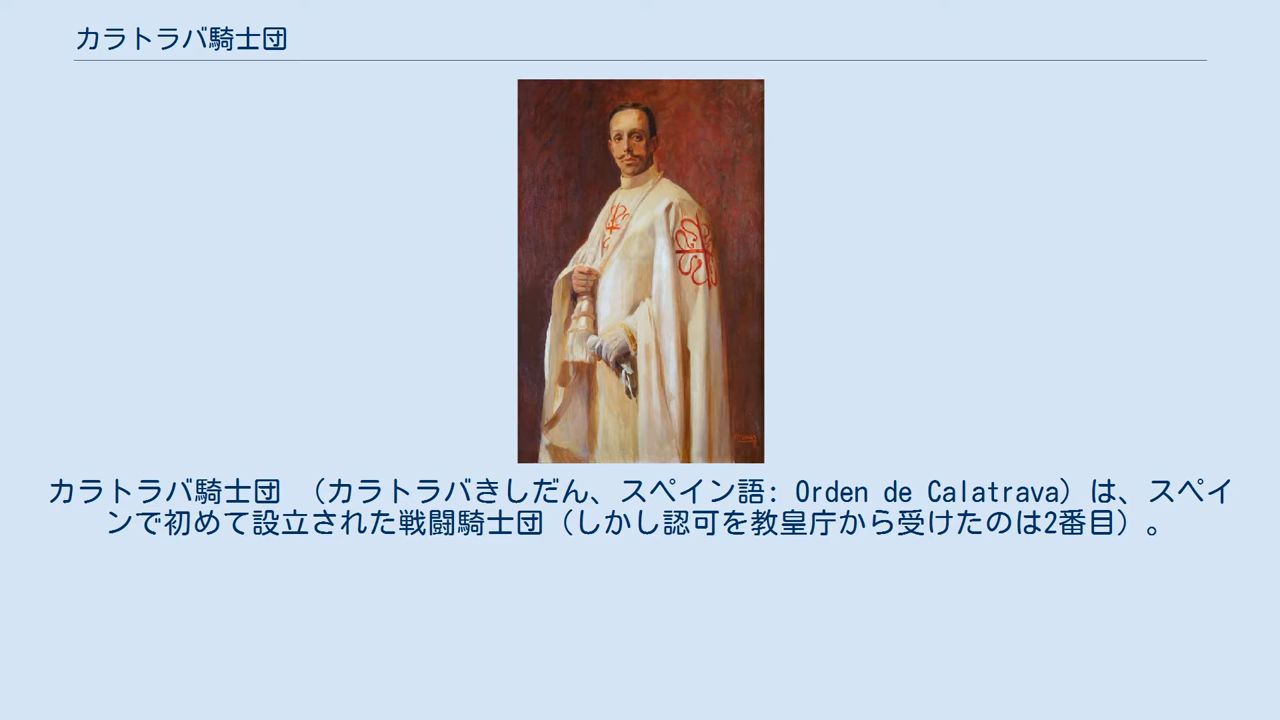 カラトラバ騎士団
カラトラバ騎士団 （カラトラバきしだん、スペイン語: Orden de Calatrava）は、スペイ
ンで初めて設立された戦闘騎士団（しかし認可を教皇庁から受けたのは2番目）。